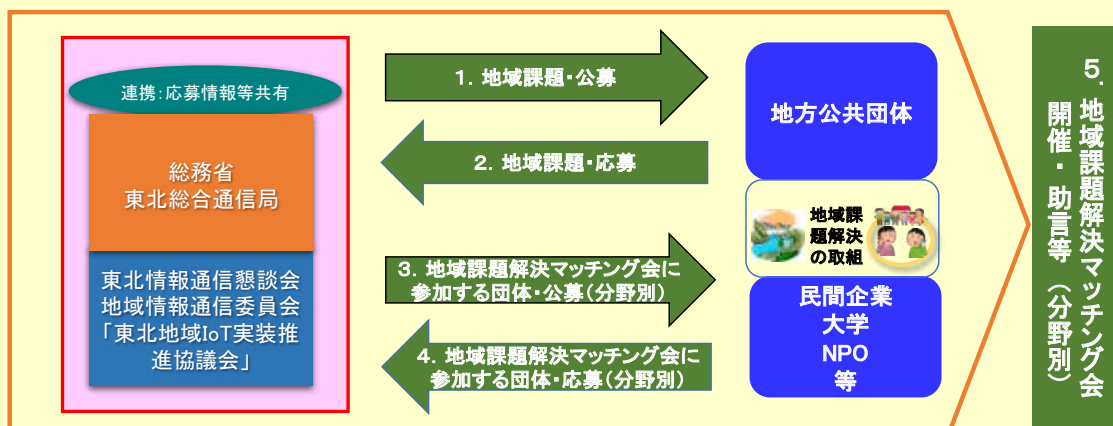 連携：応募情報等共有
総務省
東北総合通信局
東北情報通信懇談会
地域情報通信委員会
「東北地域IoT実装推
進協議会」
1．地域課題・公募
2．地域課題・応募
3．地域課題解決マッチング会に
参加する団体・公募（分野別）
4．地域課題解決マッチング会に
参加する団体・応募（分野別）
地方公共団体
地域課
題解決
の取組
民間企業
大学
NPO
等
５．地域課題解決マッチング会
開催・助言等（分野別）